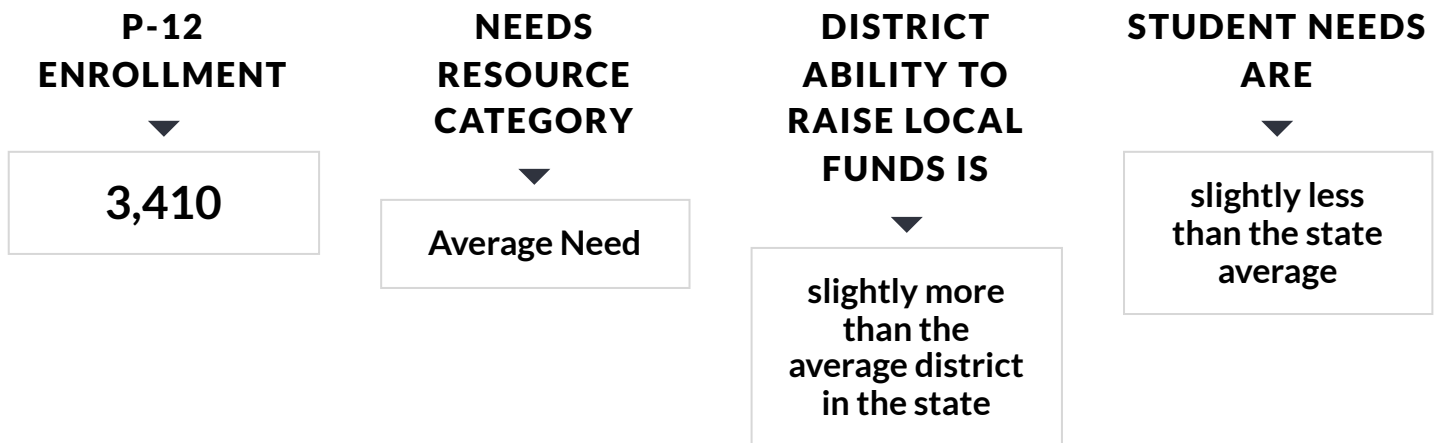 P-12
ENROLLMENT
3,410
NEEDS
RESOURCE
CATEGORY
Average Need
DISTRICT
ABILITY TO
RAISE LOCAL
FUNDS IS
slightly more
than the
average district
in the state
STUDENT NEEDS
ARE
slightly less
than the state
average